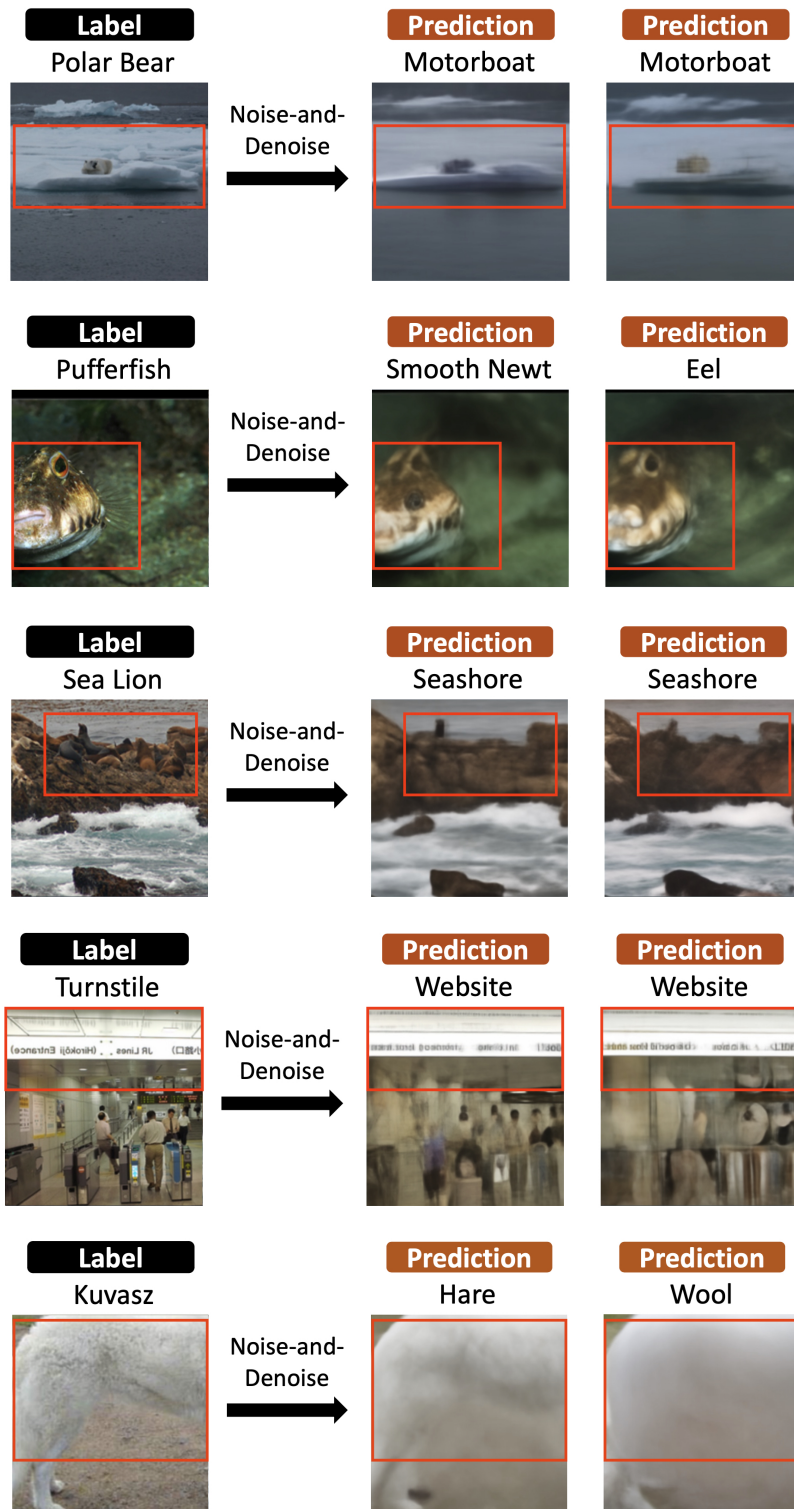 Label
Polar Bear
Noise-and-
Denoise
Prediction
Motorboat
Prediction
Motorboat
Label
Pufferfish
Noise-and-
Denoise
Prediction
Smooth Newt
Prediction
Eel
Label
Sea Lion
Noise-and-
Denoise
Prediction
Seashore
Prediction
Seashore
Label
Turnstile
JR Lines (Hirokōji Entrance)
Noise-and-
Denoise
Prediction
Website
Prediction
Website
Label
Kuvasz
Noise-and-
Denoise
Prediction
Hare
Prediction
Wool